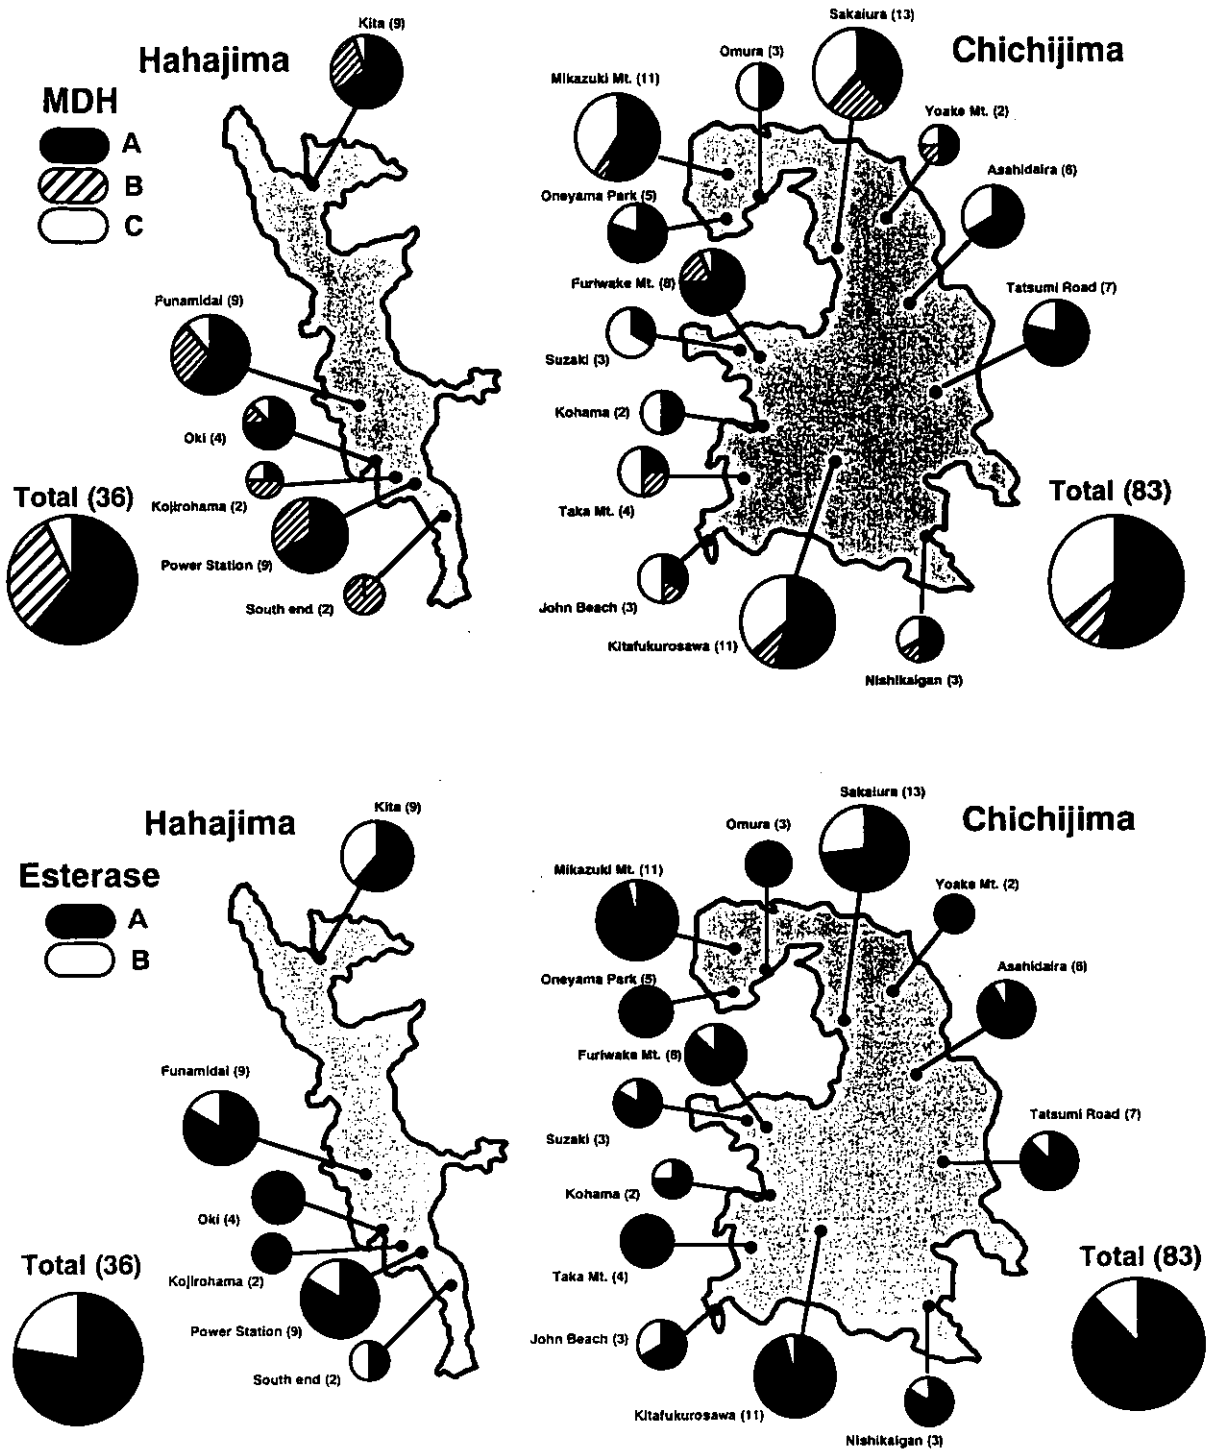 Kita (9)
Sakaiura (13)
Hahajima
Omura (3)
Chichijima
Mikazuki Mt. (11)
MDH
A
B
C
Yoake Mt. (2)
Asahidaira (6)
Oneyama Park (5)
Furiwake Mt. (8)
Tatsumi Road (7)
Funamidai (9)
Suzaki (3)
Kohama (2)
Oki (4)
Kojirohama (2)
Total (36)
Total (83)
Taka Mt. (4)
Power Station (9)
South end (2)
John Beach (3)
Kitafukurosawa (11)
Nishikaigan (3)
Sakaiura (13)
Kita (9)
Hahajima
Omura (3)
Chichijima
Esterase
A
B
Mikazuki Mt. (11)
Yoake Mt. (2)
Asahidaira (6)
Oneyama Park (5)
Furiwake Mt. (8)
Funamidai (9)
Tatsumi Road (7)
Suzaki (3)
Kohama (2)
Oki (4)
Total (36)
Total (83)
Kojirohama (2)
Taka Mt. (4)
Power Station (9)
John Beach (3)
South end (2)
Kitafukurosawa (11)
Nishikaigan (3)